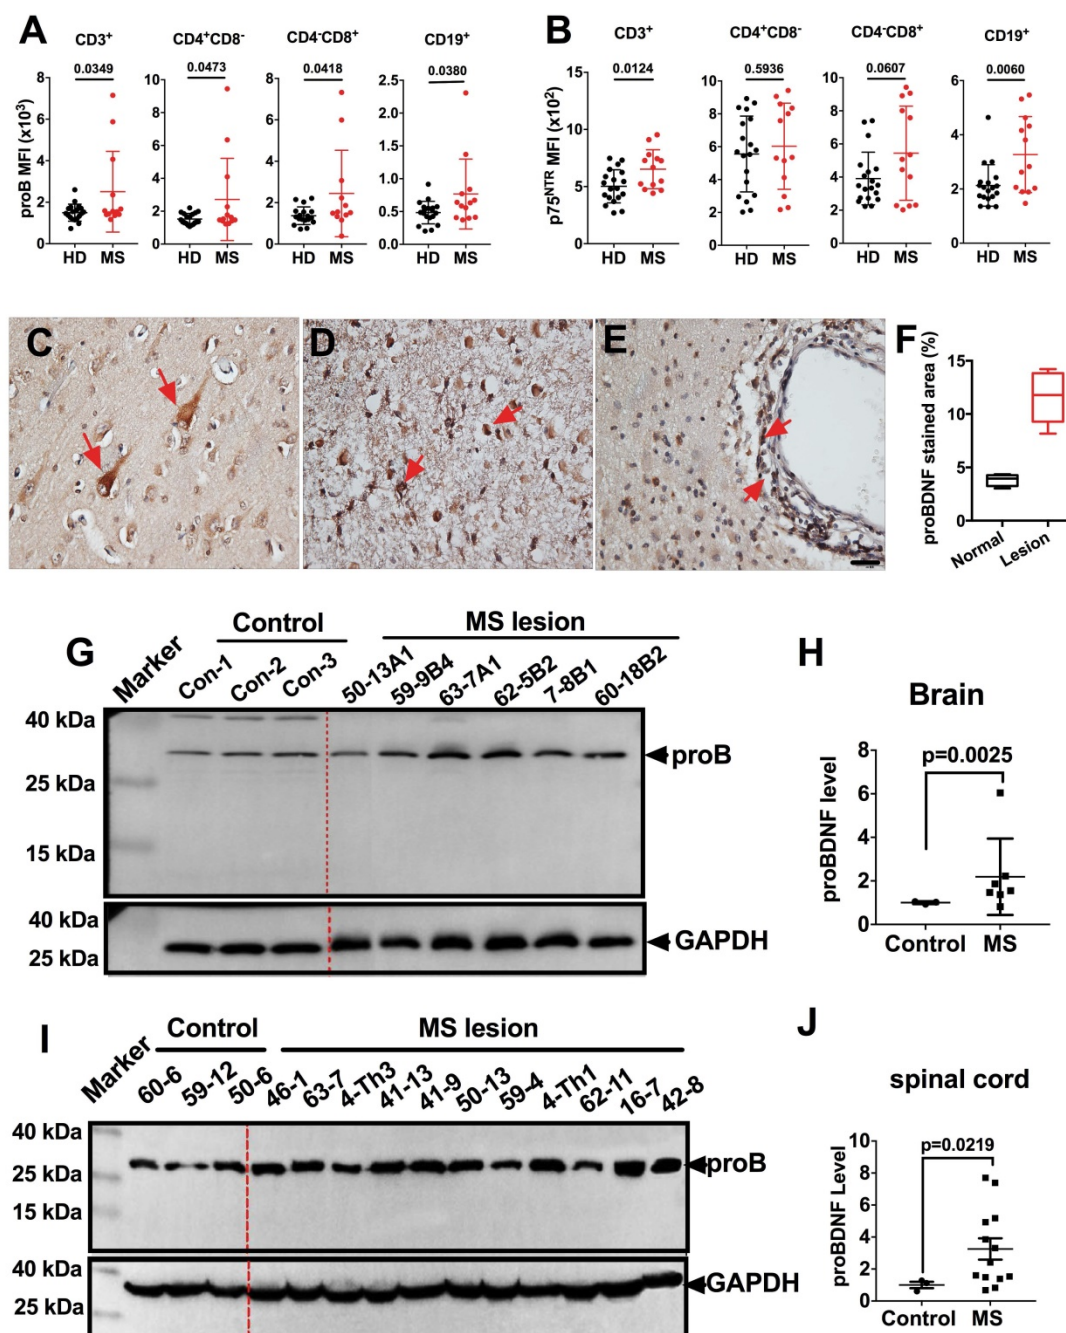 A
B
CD3+
CD4+CD8-
CD4-CD8+
CD19+
CD3+
CD4+CD8-
CD4-CD8+
CD19+
0.0349
0.0473
0.0418
0.0380
0.0124
0.5936
0.0607
0.0060
proB MFI (x10³)
8
6
4
2
0
10
8
6
4
2
0
8
6
4
2
0
2.5
2.0
1.5
1.0
0.5
0.0
p75NTR MFI (x10²)
15
10
5
0
10
8
6
4
2
0
10
8
6
4
2
0
6
4
2
0
HD MS
HD MS
HD MS
HD MS
HD MS
HD MS
HD MS
HD MS
C
D
E
F
proBDNF stained area (%)
15
10
5
0
Normal
Lesion
G
Marker
Control
MS lesion
Con-1
Con-2
Con-3
50-13A1
59-9B4
63-7A1
62-5B2
7-8B1
60-18B2
40 kDa
25 kDa
15 kDa
proB
40 kDa
25 kDa
GAPDH
H
Brain
p=0.0025
proBDNF level
8
6
4
2
0
Control MS
I
Marker
Control
MS lesion
60-6
59-12
50-6
46-1
63-7
4-Th3
41-13
41-9
50-13
59-4
4-Th1
62-11
16-7
42-8
40 kDa
25 kDa
15 kDa
proB
40 kDa
25 kDa
GAPDH
J
spinal cord
p=0.0219
proBDNF Level
10
8
6
4
2
0
Control MS